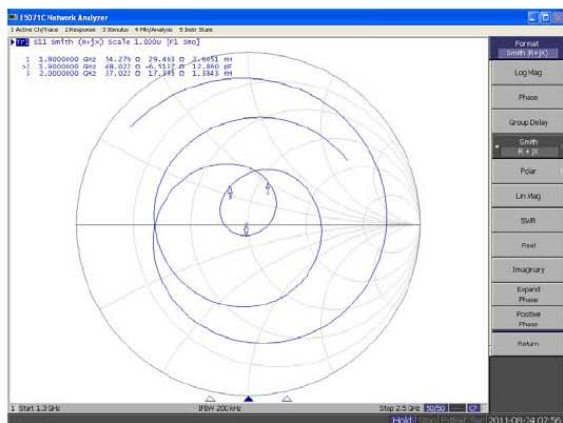 E5071C Network Analyzer
1 Active Ch/Trace 2 Response 3 Stimulus 4 Mkr/Analysis 5 Instr State
Tr1 S11 Smith (R+jX) Scale 1.000u [F1 Smo]
1 1.8000000 GHz 54.276 Ω 29.463 Ω 2.6051 nH
>2 1.9000000 GHz 48.022 Ω -6.5137 Ω 12.860 pF
3 2.0000000 GHz 37.022 Ω 17.395 Ω 1.3843 nH
Format
Smith (R+jX)
Log Mag
Phase
Group Delay
Smith
R + jX
Polar
Lin Mag
SWR
Real
Imaginary
Expand
Phase
Positive
Phase
Return
1 Start 1.3 GHz IFBW 200 kHz Stop 2.5 GHz
Hold 2011-08-24 07:56